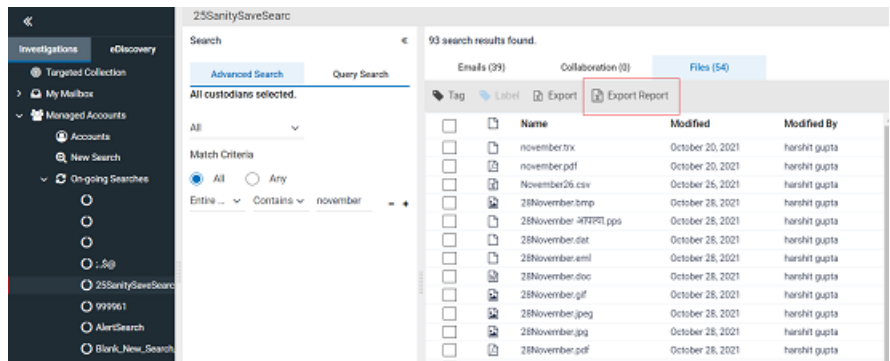 25SanitySaveSearc
Investigations
eDiscovery
Targeted Collection
My Mailbox
Managed Accounts
Accounts
New Search
On-going Searches
:.$@
25SanitySaveSearc
999961
AlertSearch
Blank_New_Search
Search
Advanced Search
Query Search
All custodians selected.
All
Match Criteria
All
Any
Entire ...
Contains
november
93 search results found.
Emails (39)
Collaboration (0)
Files (54)
Tag
Label
Export
Export Report
Name Modified Modified By
november.trx October 20, 2021 harshit gupta
november.pdf October 20, 2021 harshit gupta
November26.csv October 26, 2021 harshit gupta
28November.bmp October 28, 2021 harshit gupta
28November .pps October 28, 2021 harshit gupta
28November.dat October 28, 2021 harshit gupta
28November.eml October 28, 2021 harshit gupta
28November.doc October 28, 2021 harshit gupta
28November.gif October 28, 2021 harshit gupta
28November.jpeg October 28, 2021 harshit gupta
28November.jpg October 28, 2021 harshit gupta
28November.pdf October 28, 2021 harshit gupta